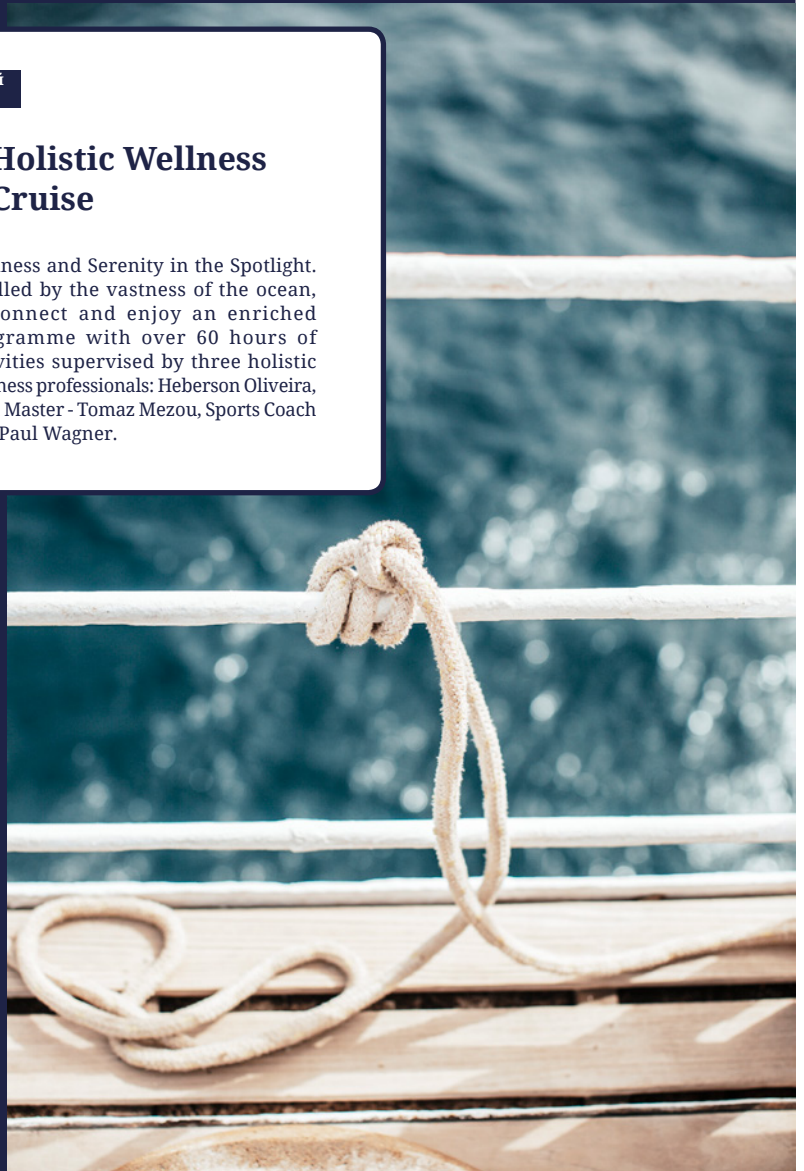 Holistic Wellness
Cruise
ness and Serenity in the Spotlight.
lled by the vastness of the ocean,
onnect and enjoy an enriched
gramme with over 60 hours of
vities supervised by three holistic
ness professionals: Heberson Oliveira,
Master - Tomaz Mezou, Sports Coach
Paul Wagner.